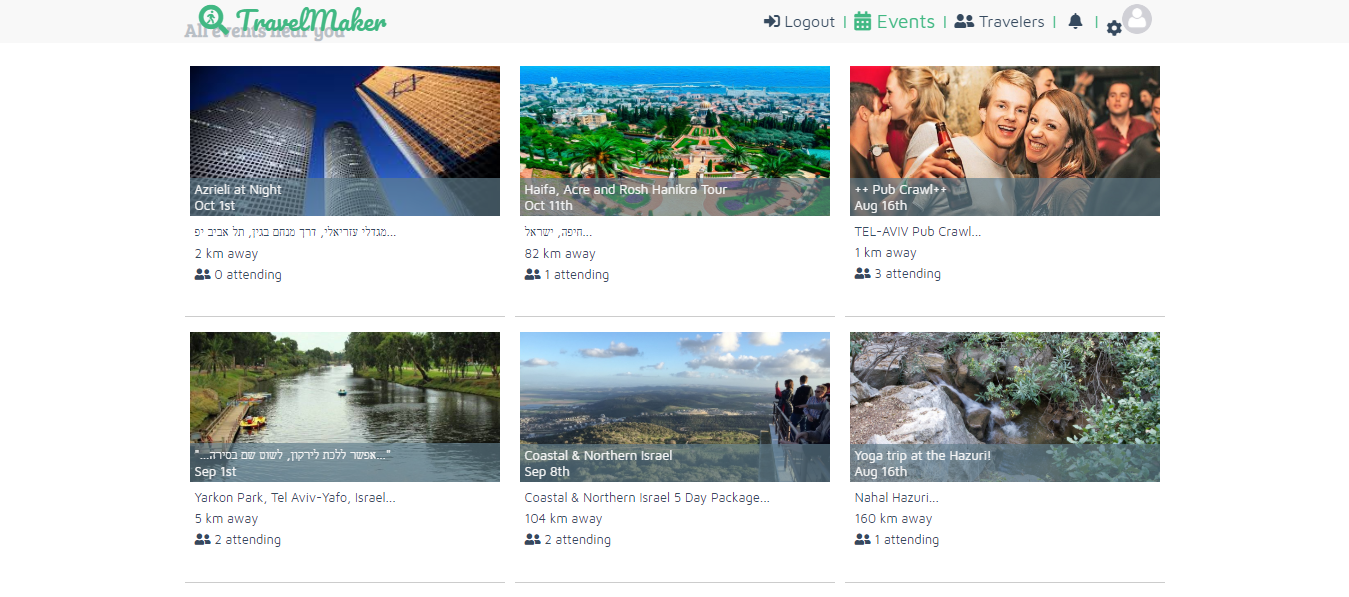 TravelMaker
Logout | Events | Travelers | |
All events near you
Azrieli at Night
Oct 1st
מגדלי עזריאלי, דרך מנחם בגין, תל אביב יפ...
2 km away
0 attending
Haifa, Acre and Rosh Hanikra Tour
Oct 11th
חיפה, ישראל...
82 km away
1 attending
++ Pub Crawl++
Aug 16th
TEL-AVIV Pub Crawl...
1 km away
3 attending
"...אפשר ללכת לירקון, לשוט שם בסירה..."
Sep 1st
Yarkon Park, Tel Aviv-Yafo, Israel...
5 km away
2 attending
Coastal & Northern Israel
Sep 8th
Coastal & Northern Israel 5 Day Package...
104 km away
2 attending
Yoga trip at the Hazuri!
Aug 16th
Nahal Hazuri...
160 km away
1 attending